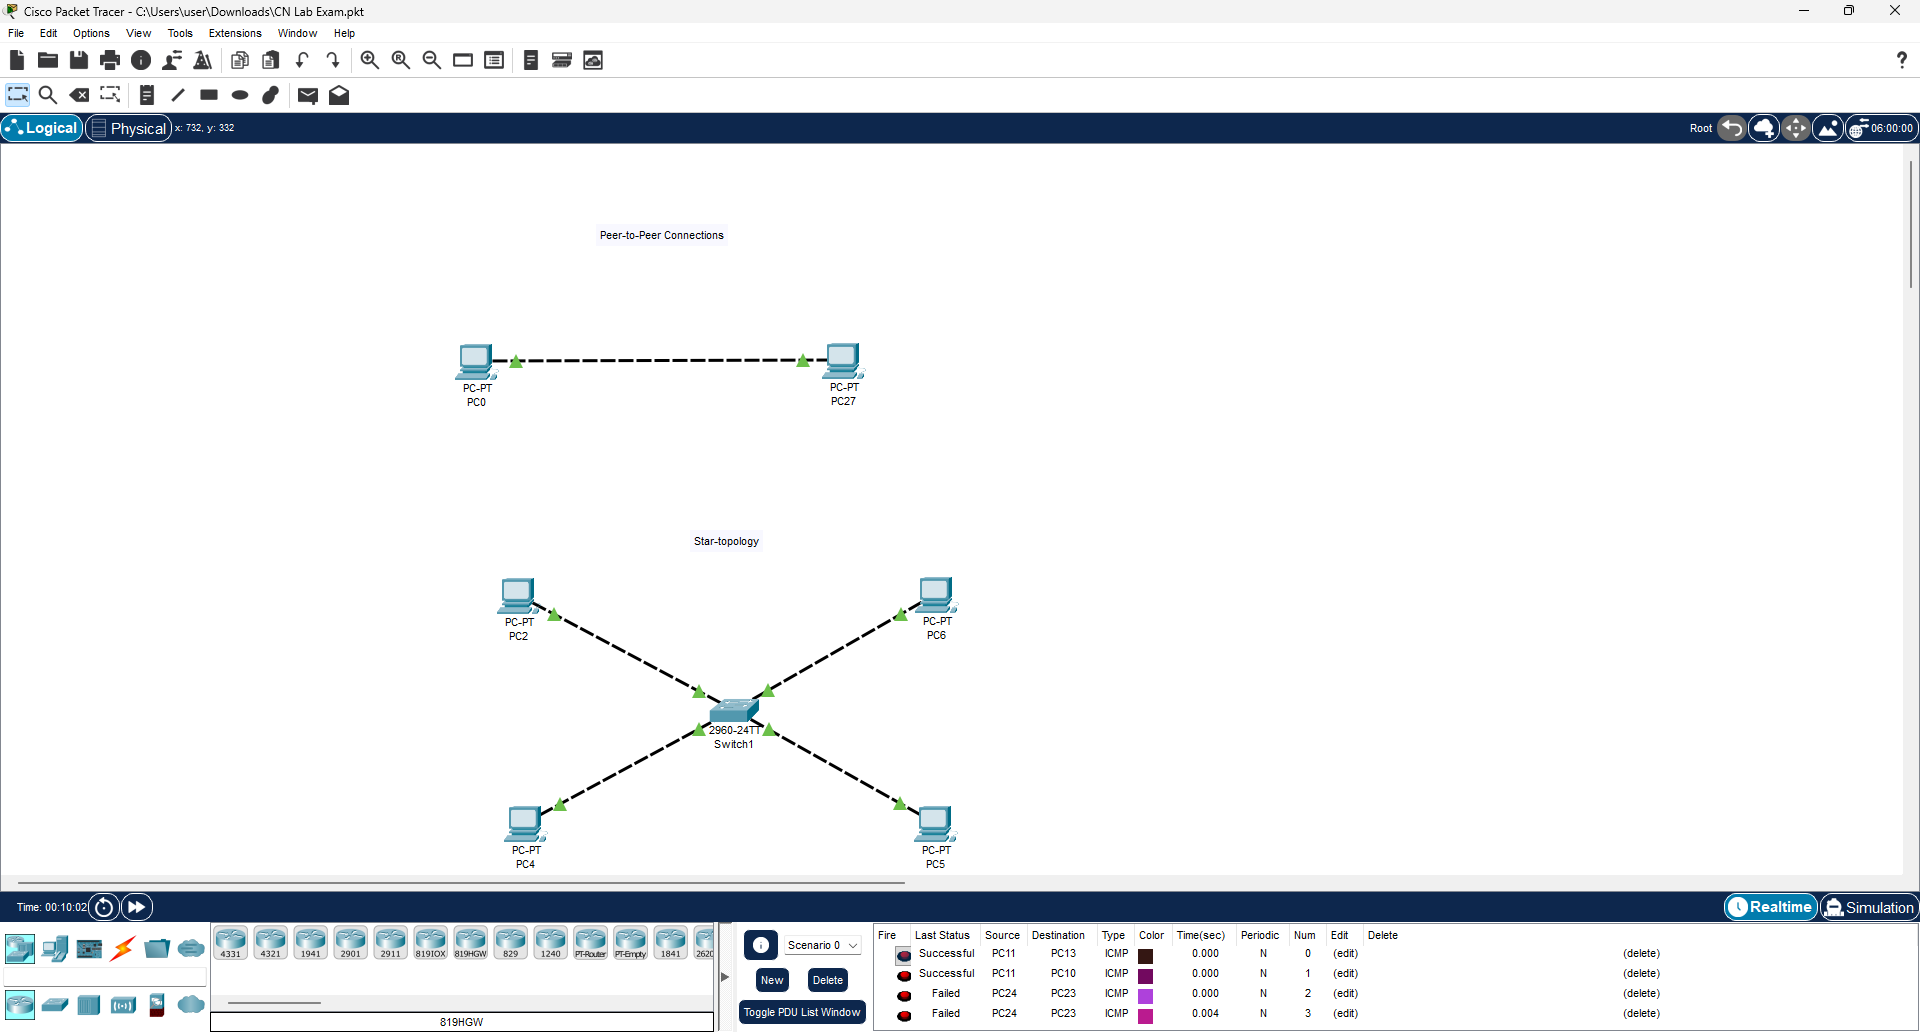 Cisco Packet Tracer - C:\Users\user\Downloads\CN Lab Exam.pkt
File Edit Options View Tools Extensions Window Help
?
Logical Physical x: 732, y: 332 Root 06:00:00
Peer-to-Peer Connections
PC-PT
PC0
PC-PT
PC27
Star-topology
PC-PT
PC2
PC-PT
PC6
2960-24TT
Switch1
PC-PT
PC4
PC-PT
PC5
Time: 00:10:02 Realtime Simulation
4331 4321 1941 2901 2911 819IOX 819HGW 829 1240 PT-Router PT-Empty 1841 2620
819HGW
Scenario 0
New Delete
Toggle PDU List Window
Fire Last Status Source Destination Type Color Time(sec) Periodic Num Edit Delete
Successful PC11 PC13 ICMP 0.000 N 0 (edit) (delete)
Successful PC11 PC10 ICMP 0.000 N 1 (edit) (delete)
Failed PC24 PC23 ICMP 0.000 N 2 (edit) (delete)
Failed PC24 PC23 ICMP 0.004 N 3 (edit) (delete)